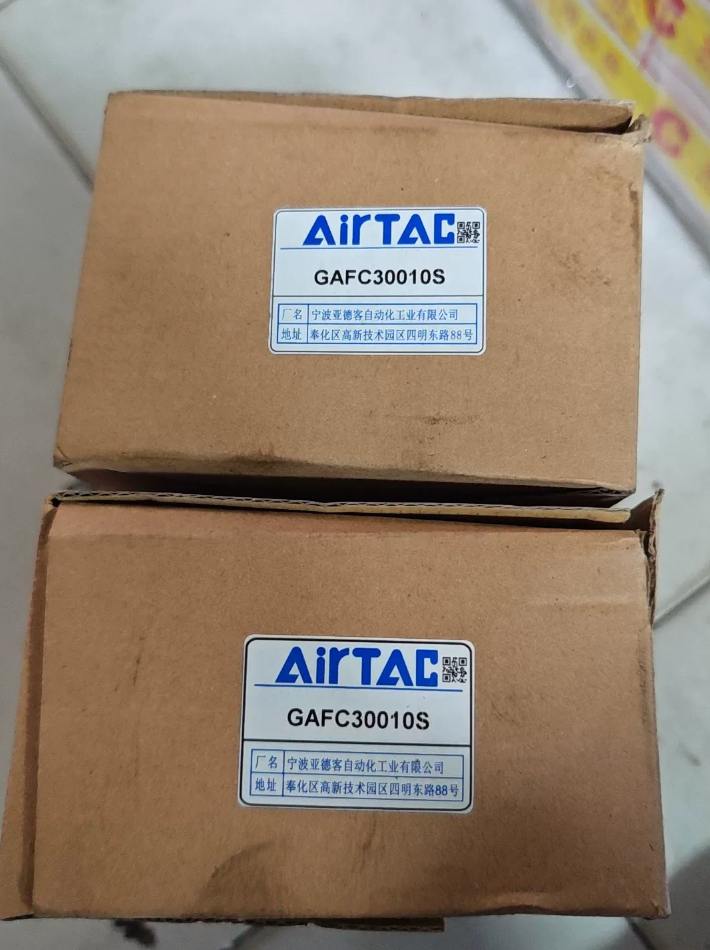 AirTAC
GAFC30010S
厂名 宁波亚德客自动化工业有限公司
地址 奉化区高新技术园区四明东路88号
AirTAC
GAFC30010S
厂名 宁波亚德客自动化工业有限公司
地址 奉化区高新技术园区四明东路88号